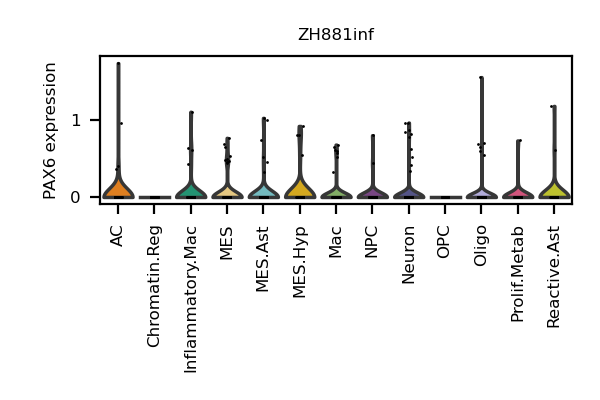 ZH881inf
PAX6 expression
1
0
AC
Chromatin.Reg
Inflammatory.Mac
MES
MES.Ast
MES.Hyp
Mac
NPC
Neuron
OPC
Oligo
Prolif.Metab
Reactive.Ast